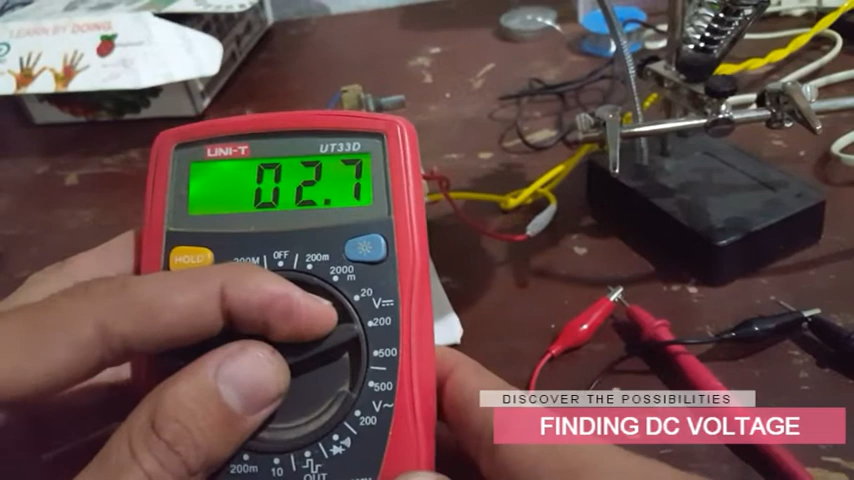 LEARN BY DOING.
UNI-T
UT33D
02.7
HOLD
200M
OFF
200m
2000
m
20
V
200
500
500
V~
200
200m
10
OUT
DISCOVER THE POSSIBILITIES
FINDING DC VOLTAGE